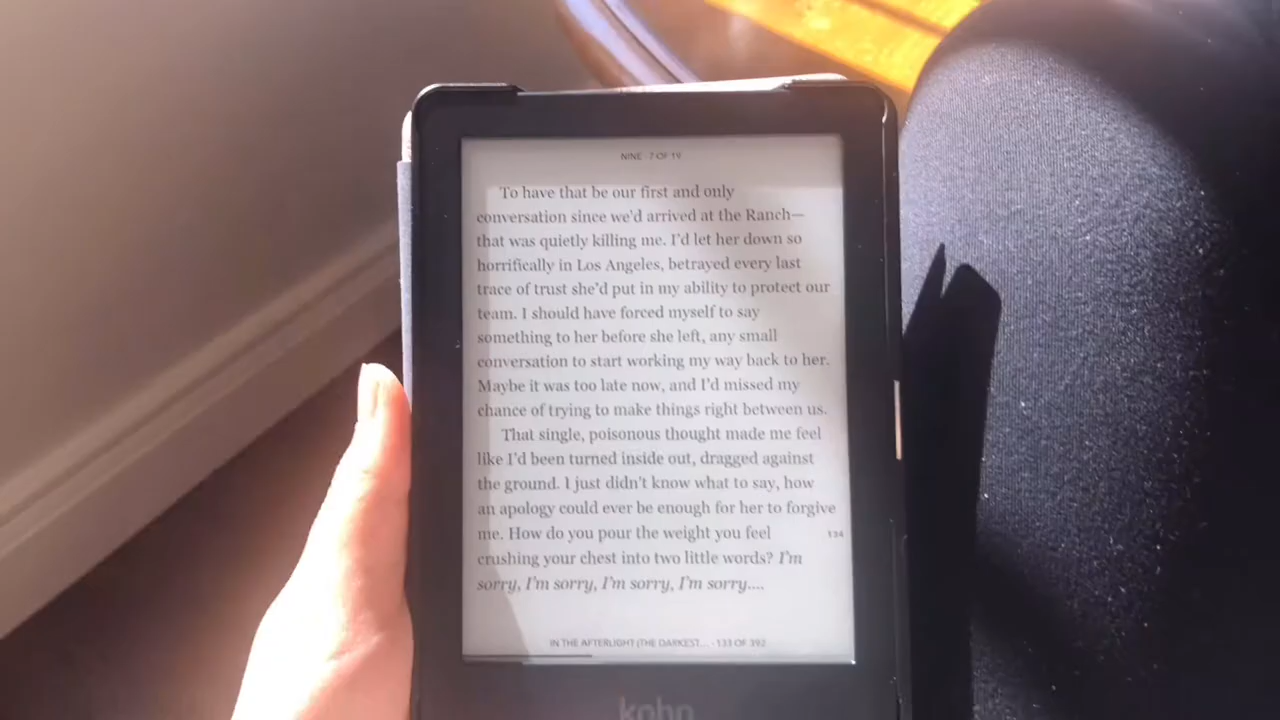 NINE · 7 OF 19
To have that be our first and only
conversation since we'd arrived at the Ranch—
that was quietly killing me. I'd let her down so
horrifically in Los Angeles, betrayed every last
trace of trust she'd put in my ability to protect our
team. I should have forced myself to say
something to her before she left, any small
conversation to start working my way back to her.
Maybe it was too late now, and I'd missed my
chance of trying to make things right between us.
That single, poisonous thought made me feel
like I'd been turned inside out, dragged against
the ground. I just didn't know what to say, how
an apology could ever be enough for her to forgive
me. How do you pour the weight you feel
134
crushing your chest into two little words? I'm
sorry, I'm sorry, I'm sorry, I'm sorry....
IN THE AFTERLIGHT (THE DARKEST... · 133 OF 392
kobo